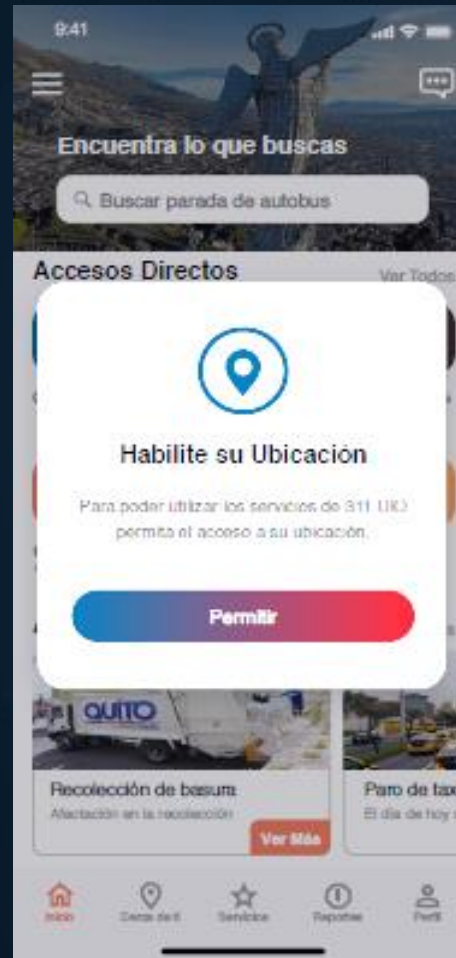 9:41
Encuentra lo que buscas
Buscar parada de autobus
Accesos Directos
Ver Todos
Habilite su Ubicación
Para poder utilizar los servicios de 311 UIO
permita el acceso a su ubicación.
Permitir
QUITO
Recolección de basura
Afectación en la recolección
Ver Más
Paro de tax
El día de hoy
Inicio
Cerca de ti
Servicios
Reportes
Perfil